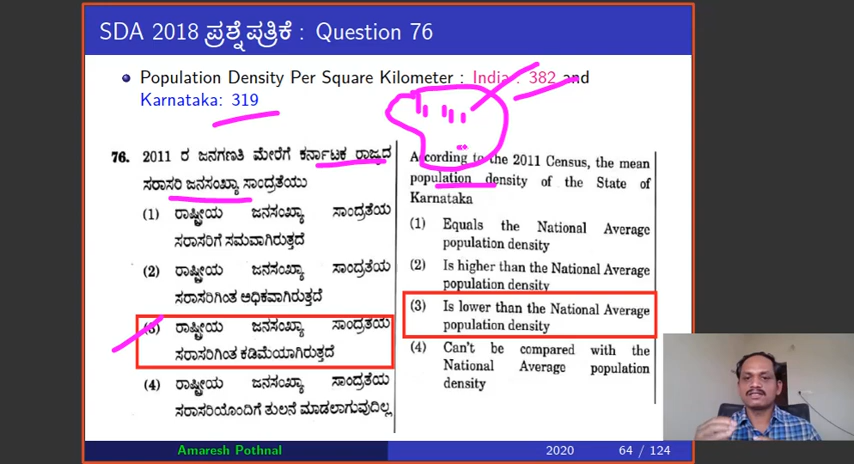 SDA 2018 ಪ್ರಶ್ನೆ ಪತ್ರಿಕೆ : Question 76
Population Density Per Square Kilometer : India : 382 and
Karnataka: 319
76. 2011 ರ ಜನಗಣತಿ ಮೇರೆಗೆ ಕರ್ನಾಟಕ ರಾಜ್ಯದ
ಸರಾಸರಿ ಜನಸಂಖ್ಯಾ ಸಾಂದ್ರತೆಯು
(1) ರಾಷ್ಟ್ರೀಯ ಜನಸಂಖ್ಯಾ ಸಾಂದ್ರತೆಯ
ಸರಾಸರಿಗೆ ಸಮವಾಗಿರುತ್ತದೆ
(2) ರಾಷ್ಟ್ರೀಯ ಜನಸಂಖ್ಯಾ ಸಾಂದ್ರತೆಯ
ಸರಾಸರಿಗಿಂತ ಅಧಿಕವಾಗಿರುತ್ತದೆ
(3) ರಾಷ್ಟ್ರೀಯ ಜನಸಂಖ್ಯಾ ಸಾಂದ್ರತೆಯ
ಸರಾಸರಿಗಿಂತ ಕಡಿಮೆಯಾಗಿರುತ್ತದೆ
(4) ರಾಷ್ಟ್ರೀಯ ಜನಸಂಖ್ಯಾ ಸಾಂದ್ರತೆಯ
ಸರಾಸರಿಯೊಂದಿಗೆ ತುಲನೆ ಮಾಡಲಾಗುವುದಿಲ್ಲ
According to the 2011 Census, the mean
population density of the State of
Karnataka
(1) Equals the National Average
population density
(2) Is higher than the National Average
population density
(3) Is lower than the National Average
population density
(4) Can't be compared with the
National Average population
density
Amaresh Pothnal 2020 64 / 124